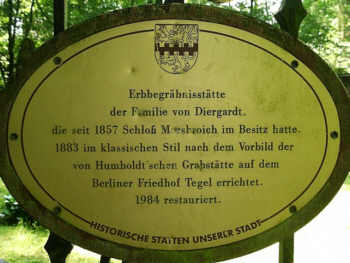 Erbbegräbnisstätte
der Familie von Diergardt,
die seit 1857 Schloß Morsbroich im Besitz hatte.
1883 im klassischen Stil nach dem Vorbild der
von Humboldt'schen Grabstätte auf dem
Berliner Friedhof Tegel errichtet.
1984 restauriert.
HISTORISCHE STÄTTEN UNSERER STADT